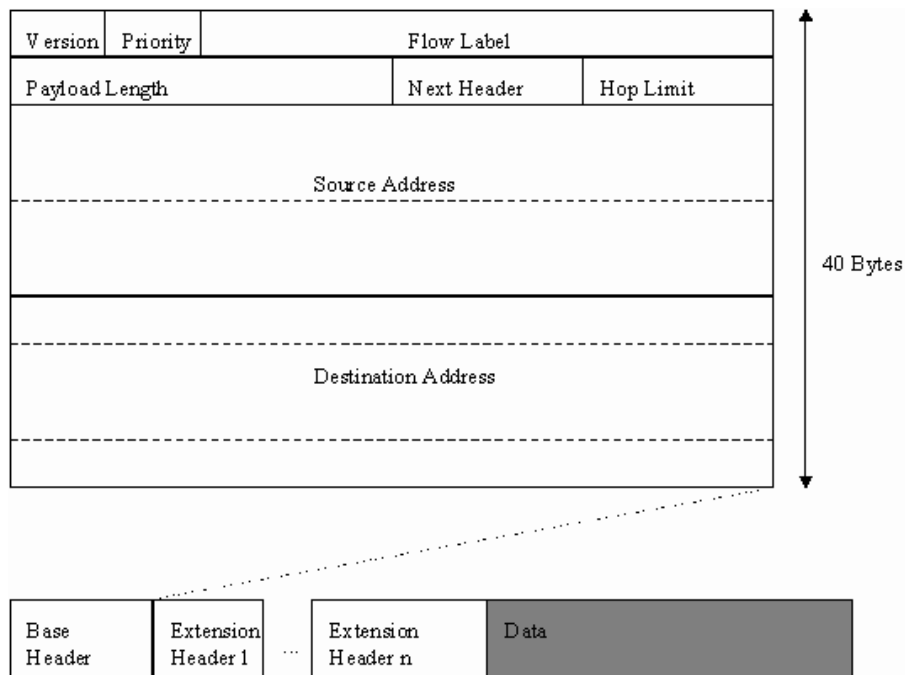 Version Priority Flow Label
Payload Length Next Header Hop Limit
Source Address
40 Bytes
Destination Address
Base Header
Extension Header 1
...
Extension Header n
Data